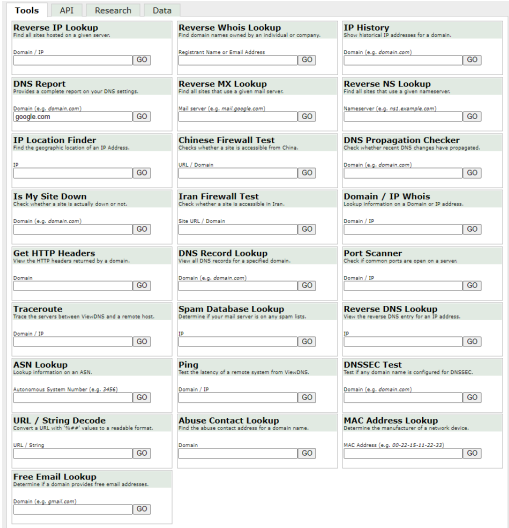 Tools API Research Data
Reverse IP Lookup
Find all sites hosted on a given server.
Domain / IP
GO
Reverse Whois Lookup
Find domain names owned by an individual or company.
Registrant Name or Email Address
GO
IP History
Show historical IP addresses for a domain.
Domain (e.g. domain.com)
GO
DNS Report
Provides a complete report on your DNS settings.
Domain (e.g. domain.com)
google.com GO
Reverse MX Lookup
Find all sites that use a given mail server.
Mail server (e.g. mail.google.com)
GO
Reverse NS Lookup
Find all sites that use a given nameserver.
Nameserver (e.g. ns1.example.com)
GO
IP Location Finder
Find the geographic location of an IP Address.
IP
GO
Chinese Firewall Test
Checks whether a site is accessible from China.
URL / Domain
GO
DNS Propagation Checker
Check whether recent DNS changes have propagated.
Domain (e.g. domain.com)
GO
Is My Site Down
Check whether a site is actually down or not.
Domain (e.g. domain.com)
GO
Iran Firewall Test
Check whether a site is accessible in Iran.
Site URL / Domain
GO
Domain / IP Whois
Lookup information on a Domain or IP address.
Domain / IP
GO
Get HTTP Headers
View the HTTP headers returned by a domain.
Domain
GO
DNS Record Lookup
View all DNS records for a specified domain.
Domain (e.g. domain.com)
GO
Port Scanner
Check if common ports are open on a server.
Domain / IP
GO
Traceroute
Trace the servers between ViewDNS and a remote host.
Domain / IP
GO
Spam Database Lookup
Determine if your mail server is on any spam lists.
IP
GO
Reverse DNS Lookup
View the reverse DNS entry for an IP address.
IP
GO
ASN Lookup
Lookup information on an ASN.
Autonomous System Number (e.g. 3456)
GO
Ping
Test the latency of a remote system from ViewDNS.
Domain / IP
GO
DNSSEC Test
Test if any domain name is configured for DNSSEC.
Domain (e.g. domain.com)
GO
URL / String Decode
Convert a URL with '%##' values to a readable format.
URL / String
GO
Abuse Contact Lookup
Find the abuse contact address for a domain name.
Domain
GO
MAC Address Lookup
Determine the manufacturer of a network device.
MAC Address (e.g. 00-22-15-11-22-33)
GO
Free Email Lookup
Determine if a domain provides free email addresses.
Domain (e.g. gmail.com)
GO